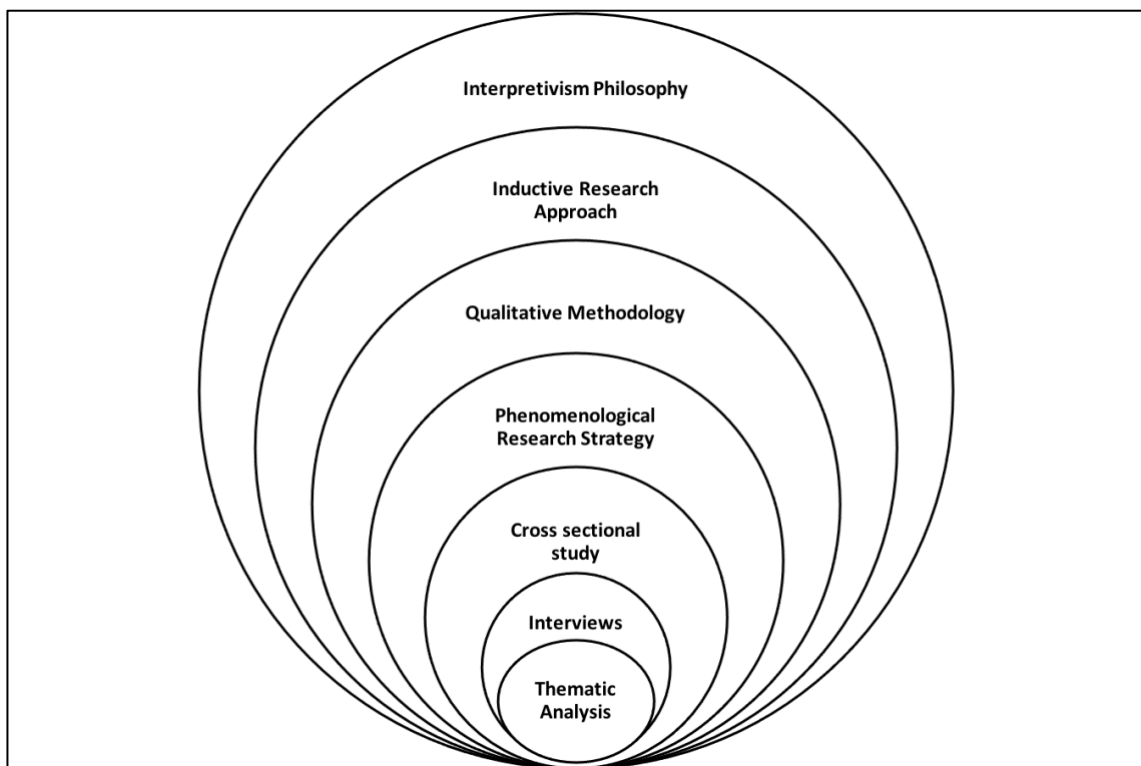 Interpretivism Philosophy
Inductive Research
Approach
Qualitative Methodology
Phenomenological
Research Strategy
Cross sectional
study
Interviews
Thematic
Analysis